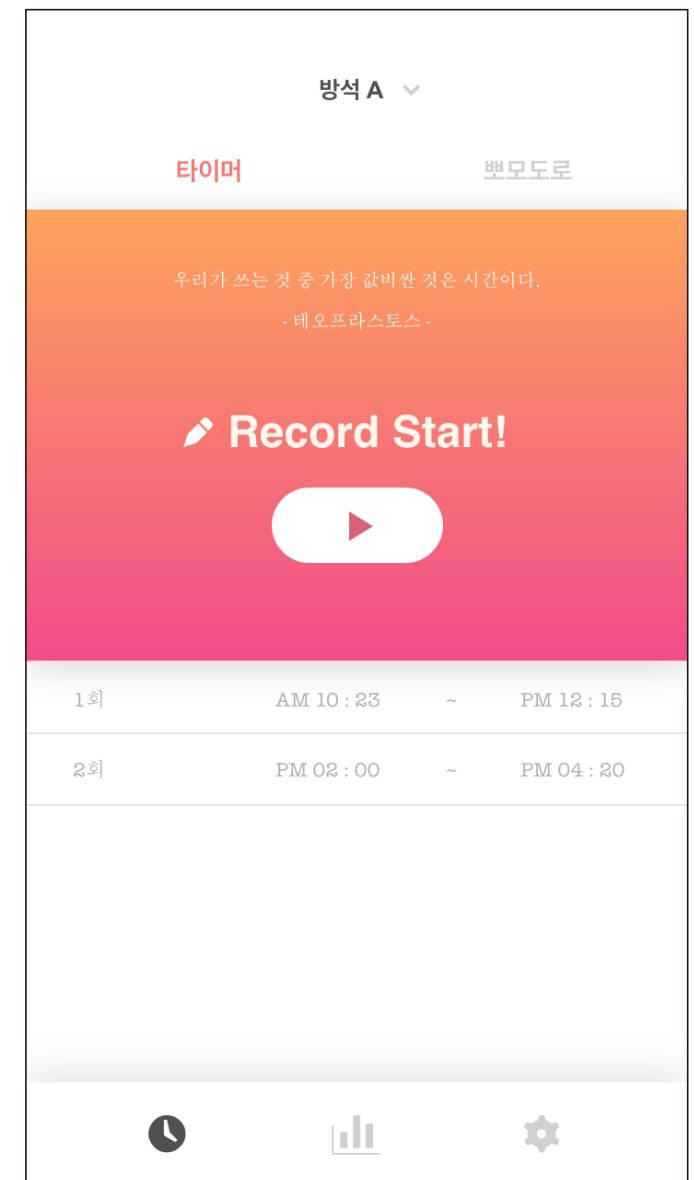 방석 A
타이머 뽀모도로
우리가 쓰는 것 중 가장 값비싼 것은 시간이다.
- 테오프라스토스 -
Record Start!
1회 AM 10 : 23 ~ PM 12 : 15
2회 PM 02 : 00 ~ PM 04 : 20